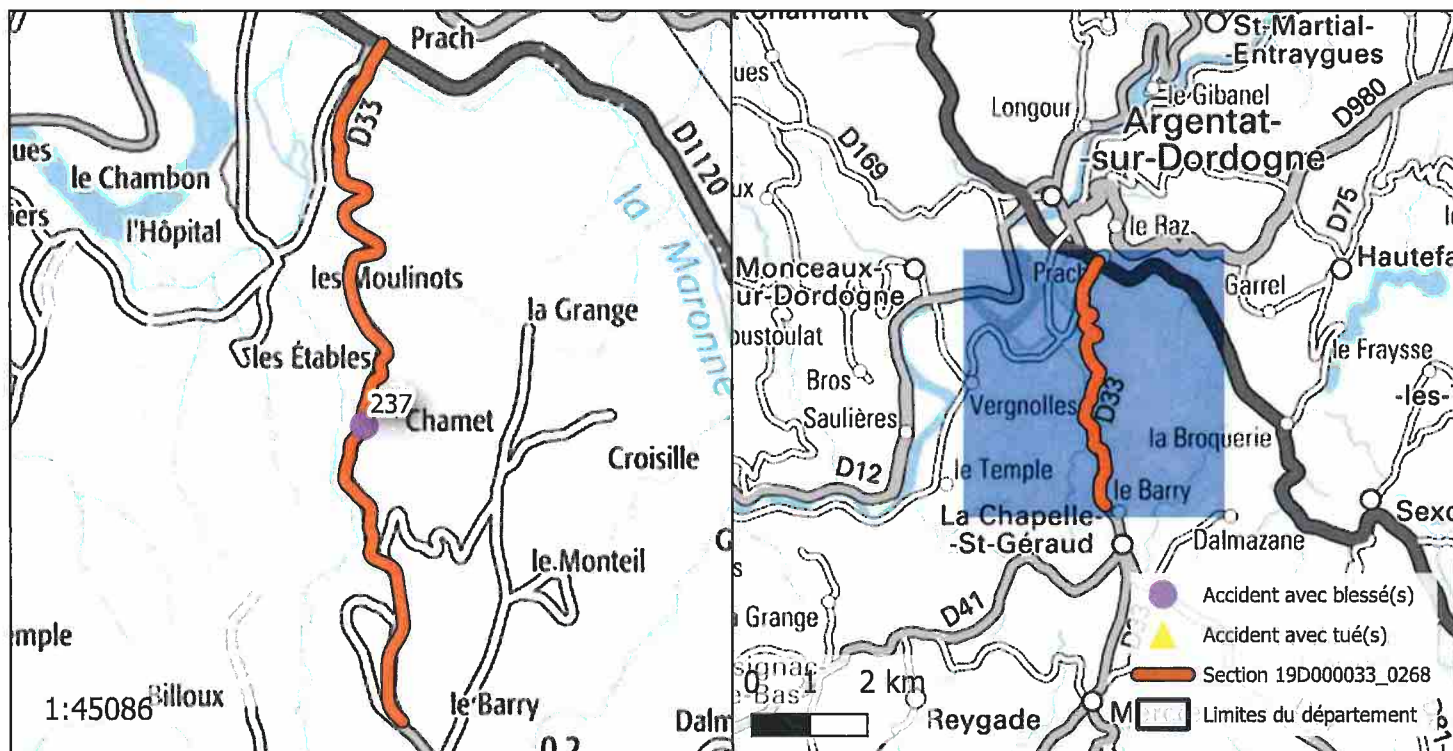 Prach
D33
D1120
la Maronne
le Chambon
l'Hôpital
les Moulinots
la Grange
les Étables
237
Chamet
Croisille
le Monteil
Billoux
le Barry
1:45086
St-Martial-
-Entraygues
Longour
le Gibanel
D980
Argentat-
-sur-Dordogne
D169
D75
le Raz
Monceaux-
Prach
Garrel
Bros
le Fraysse
-les-
Saulières
Vergnolles
D33
la Broquerie
D12
le Temple
le Barry
La Chapelle-
-St-Géraud
Dalmazane
Grange
D41
D33
Reygade
0 1 2 km
Accident avec blessé(s)
Accident avec tué(s)
Section 19D000033_0268
Limites du département